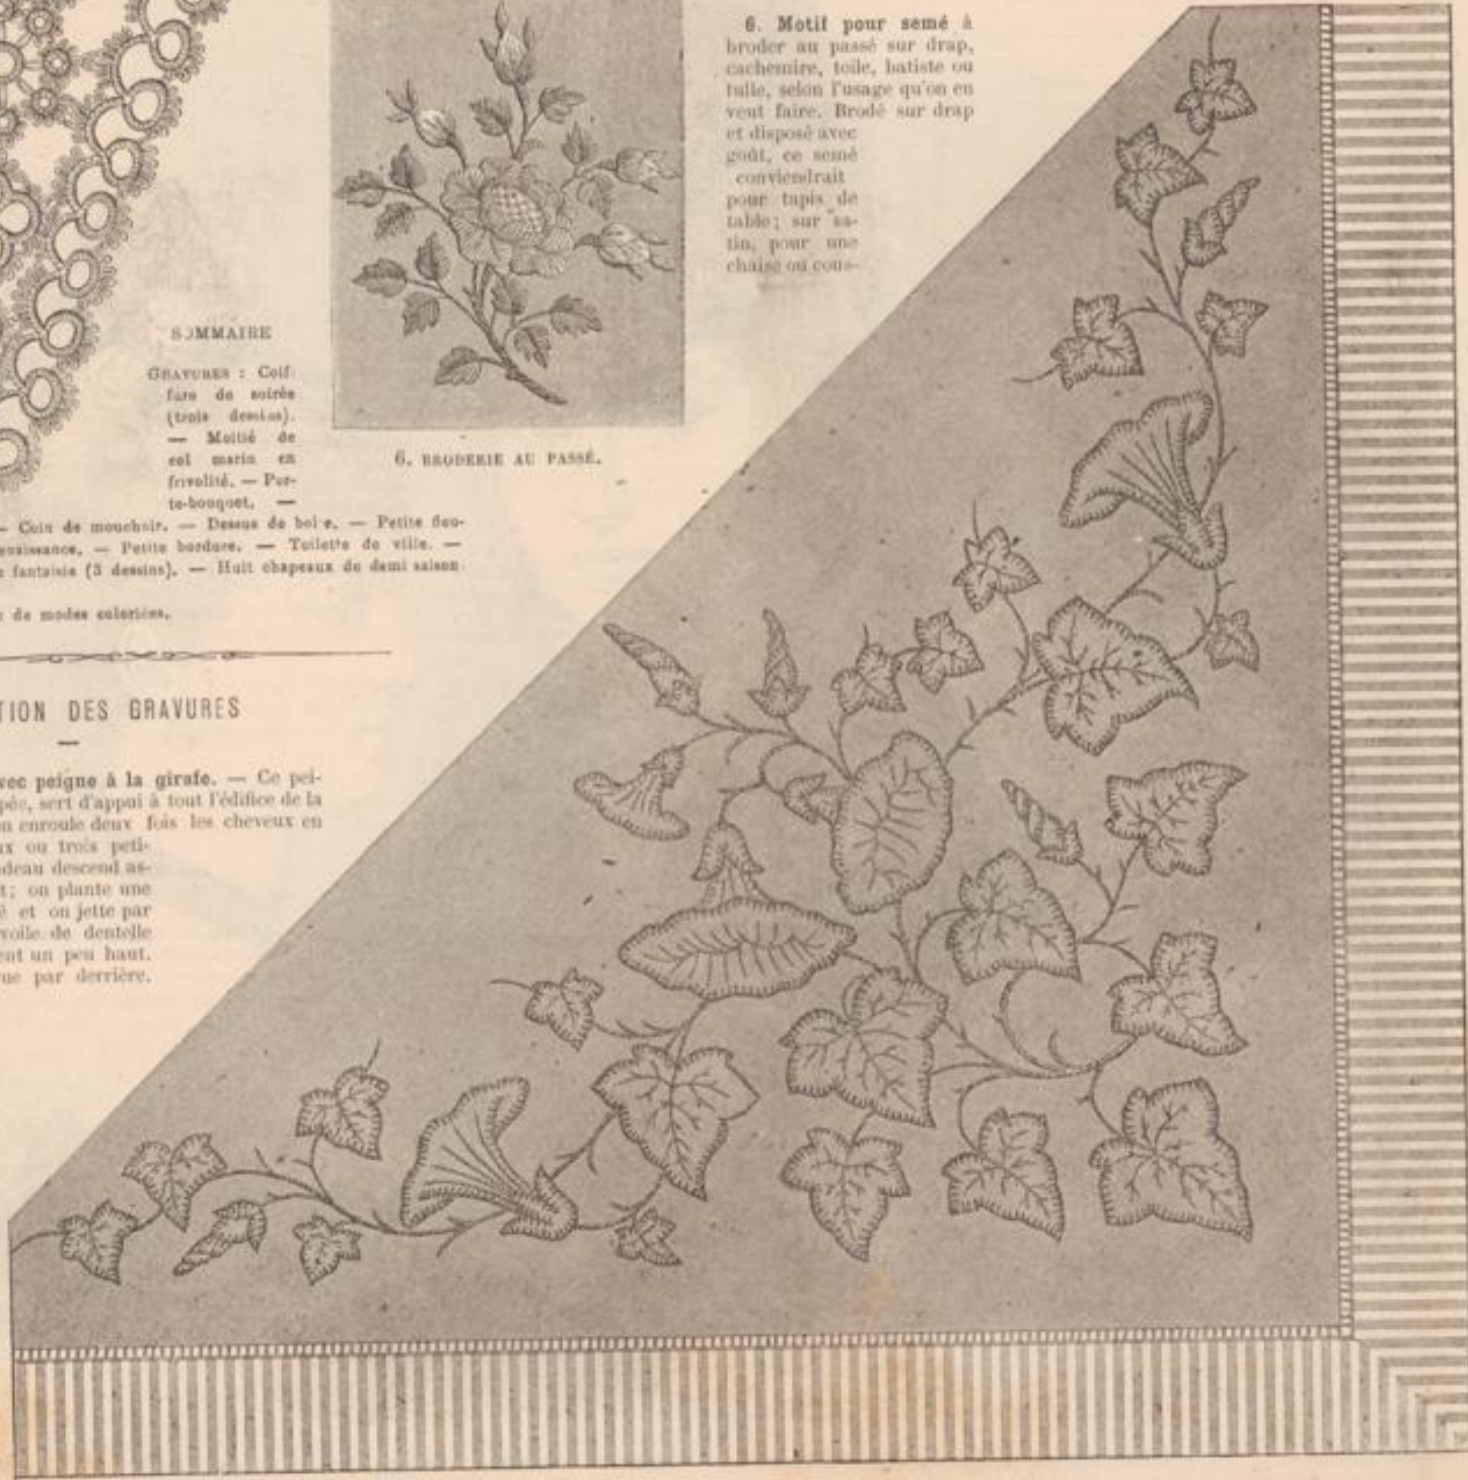 6. Motif pour semé à
broder au passé sur drap,
cachemire, toile, batiste ou
tulle, selon l'usage qu'on en
veut faire. Brodé sur drap
et disposé avec
goût, ce semé
conviendrait
pour tapis de
table; sur sa-
tin, pour une
chaise ou cous-
6. BRODERIE AU PASSÉ.
SOMMAIRE
GRAVURES : Coif
fure de soirée
(trois dessins).
— Moitié de
col marin en
frivolité. — Por-
te-bouquet. —
— Coin de mouchoir. — Dessus de — Petite
enaissance. — Petite bordure. — Toilette de ville. —
fantaisie (3 dessins). — Huit chapeaux de demi saison
de modes coloriées.
TION DES GRAVURES
vec peigne à la girafe. — Ce pei-
pée, sert d'appui à tout l'édifice de la
n enroule deux fois les cheveux en
ux ou trois peti-
deau descend as-
t; on plante une
é et on jette par
voile de dentelle
ent un peu haut.
ue par derrière.